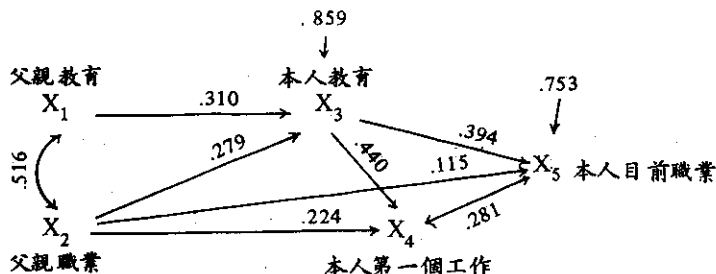 .859
父親教育
本人教育
.753
X₁
.310
X₃
.279
.440
.394
.516
.115
X₅ 本人目前職業
X₂
.224
X₄
.281
父親職業
本人第一個工作